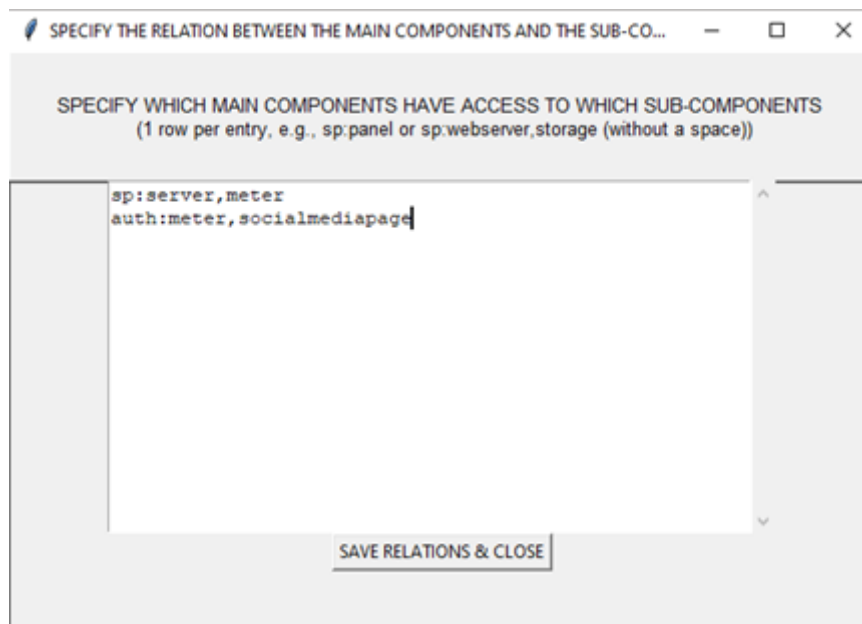 SPECIFY THE RELATION BETWEEN THE MAIN COMPONENTS AND THE SUB-CO...
SPECIFY WHICH MAIN COMPONENTS HAVE ACCESS TO WHICH SUB-COMPONENTS
(1 row per entry, e.g., sp:panel or sp:webserver,storage (without a space))
sp:server,meter
auth:meter,socialmediapage
SAVE RELATIONS & CLOSE